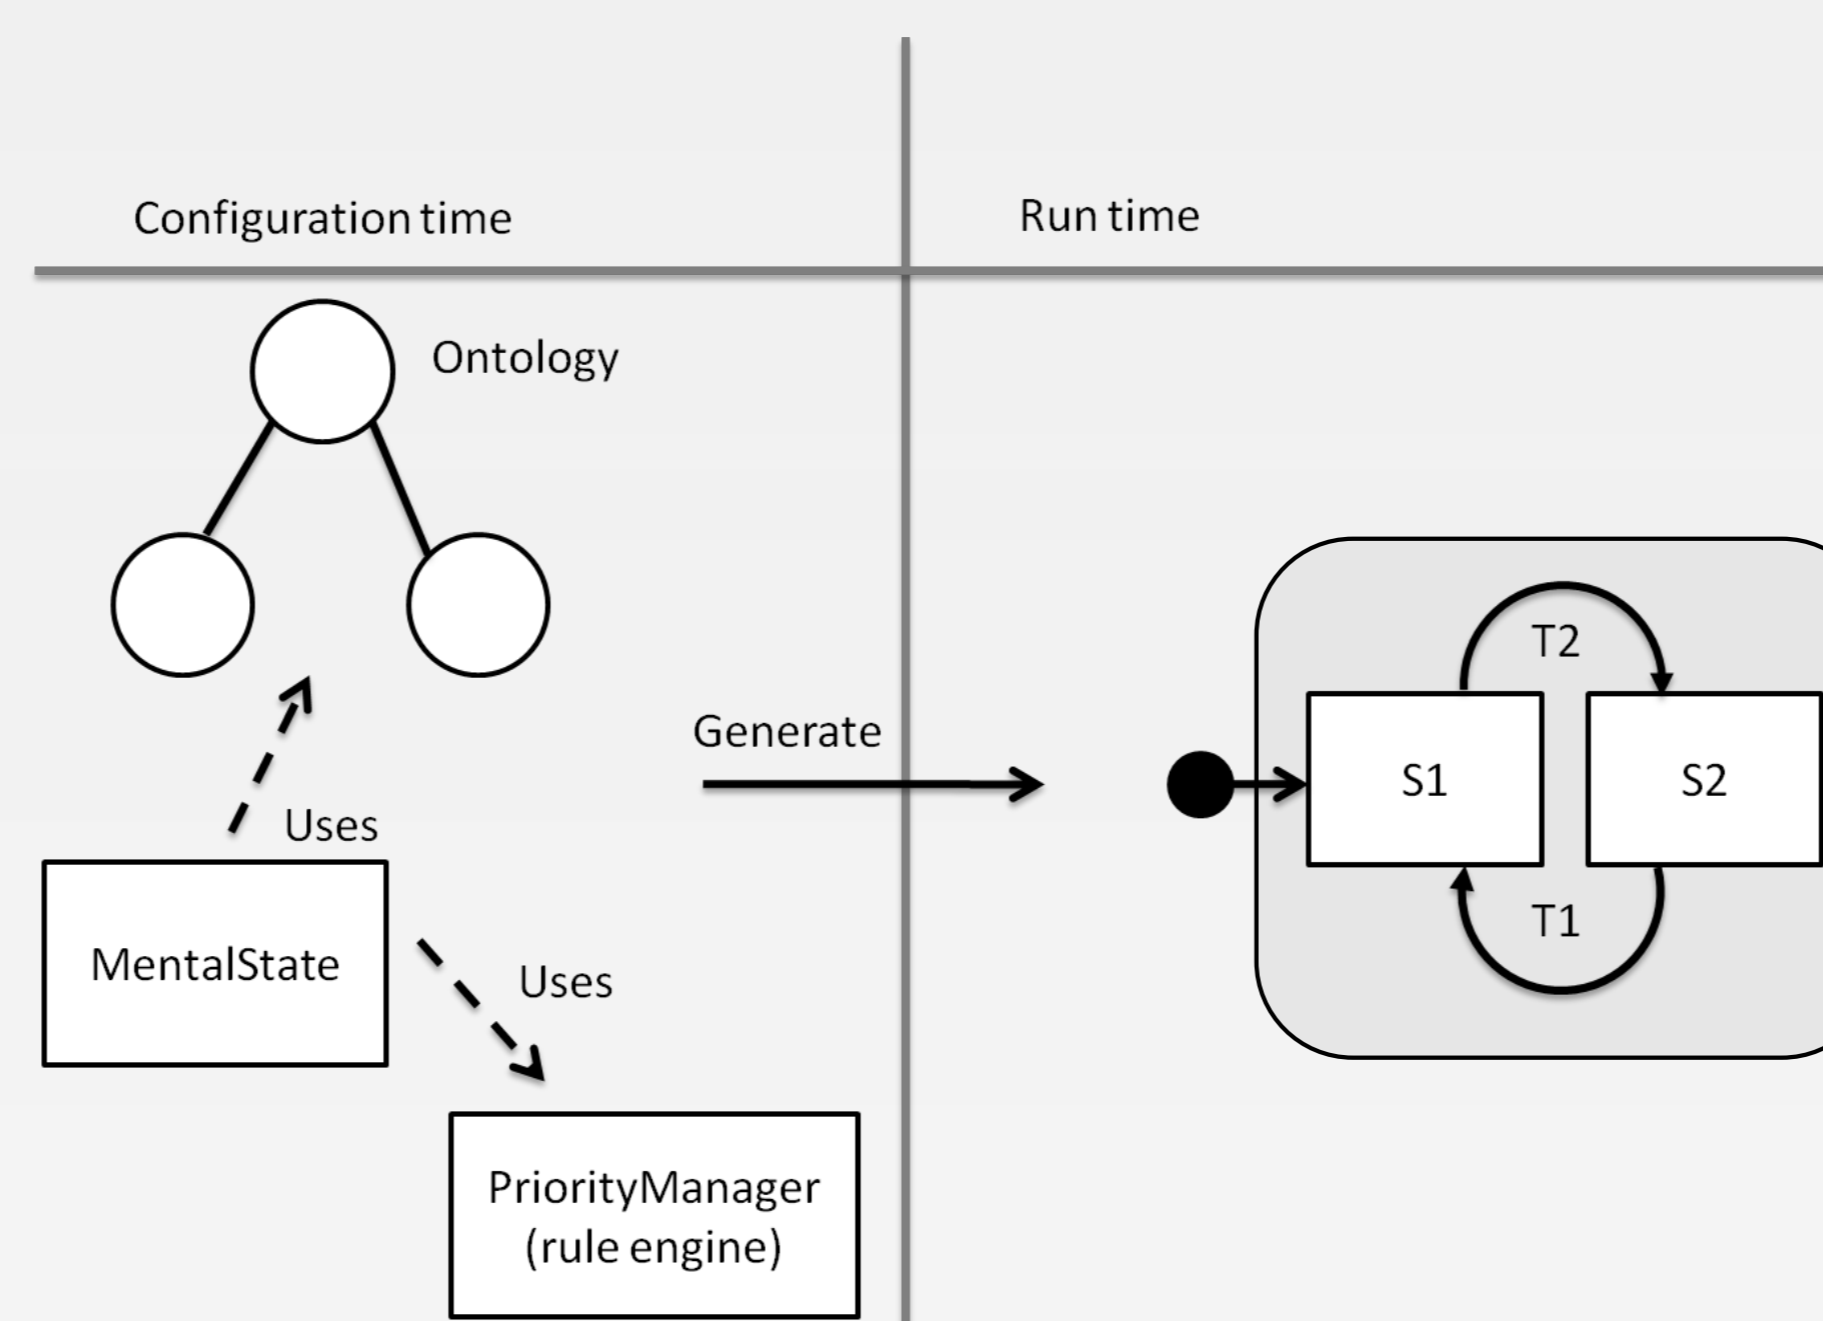 Configuration time
Run time
Ontology
T2
Generate
S1
S2
Uses
T1
MentalState
Uses
PriorityManager
(rule engine)